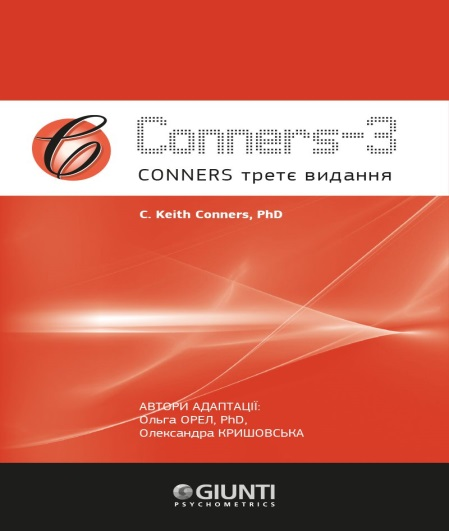 Conners-3
CONNERS третє видання
C. Keith Conners, PhD
АВТОРИ АДАПТАЦІЇ:
Ольга ОРЕЛ, PhD,
Олександра КРИШОВСЬКА
GIUNTI
PSYCHOMETRICS